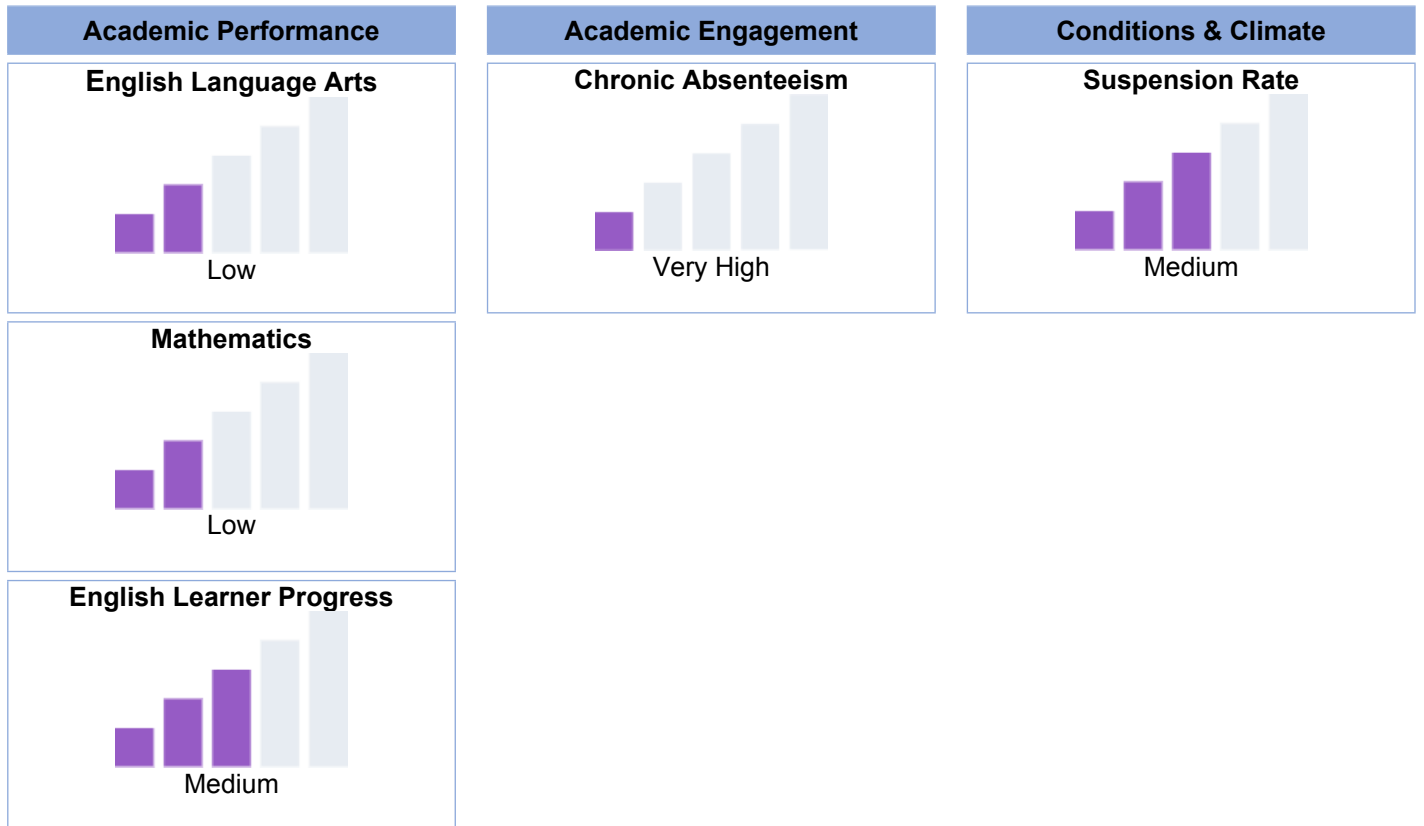 Academic Performance
Academic Engagement
Conditions & Climate
English Language Arts
Low
Chronic Absenteeism
Very High
Suspension Rate
Medium
Mathematics
Low
English Learner Progress
Medium